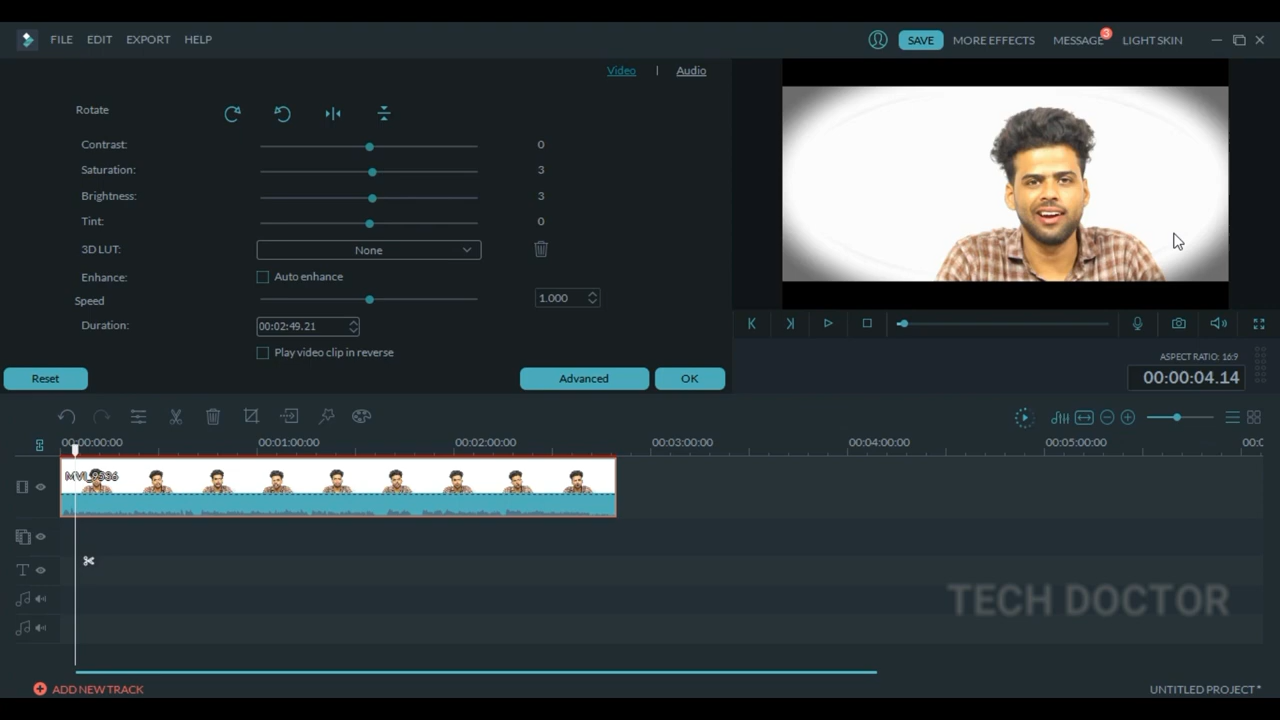 FILE EDIT EXPORT HELP
SAVE MORE EFFECTS MESSAGE 3 LIGHT SKIN
Video | Audio
Rotate
Contrast: 0
Saturation: 3
Brightness: 3
Tint: 0
3D LUT: None
Enhance: Auto enhance
Speed 1.000
Duration: 00:02:49.21
Play video clip in reverse
Reset Advanced OK
ASPECT RATIO: 16:9
00:00:04.14
00:00:00:00 00:01:00:00 00:02:00:00 00:03:00:00 00:04:00:00 00:05:00:00 00:0
MVI_9536
T
TECH DOCTOR
ADD NEW TRACK
UNTITLED PROJECT *